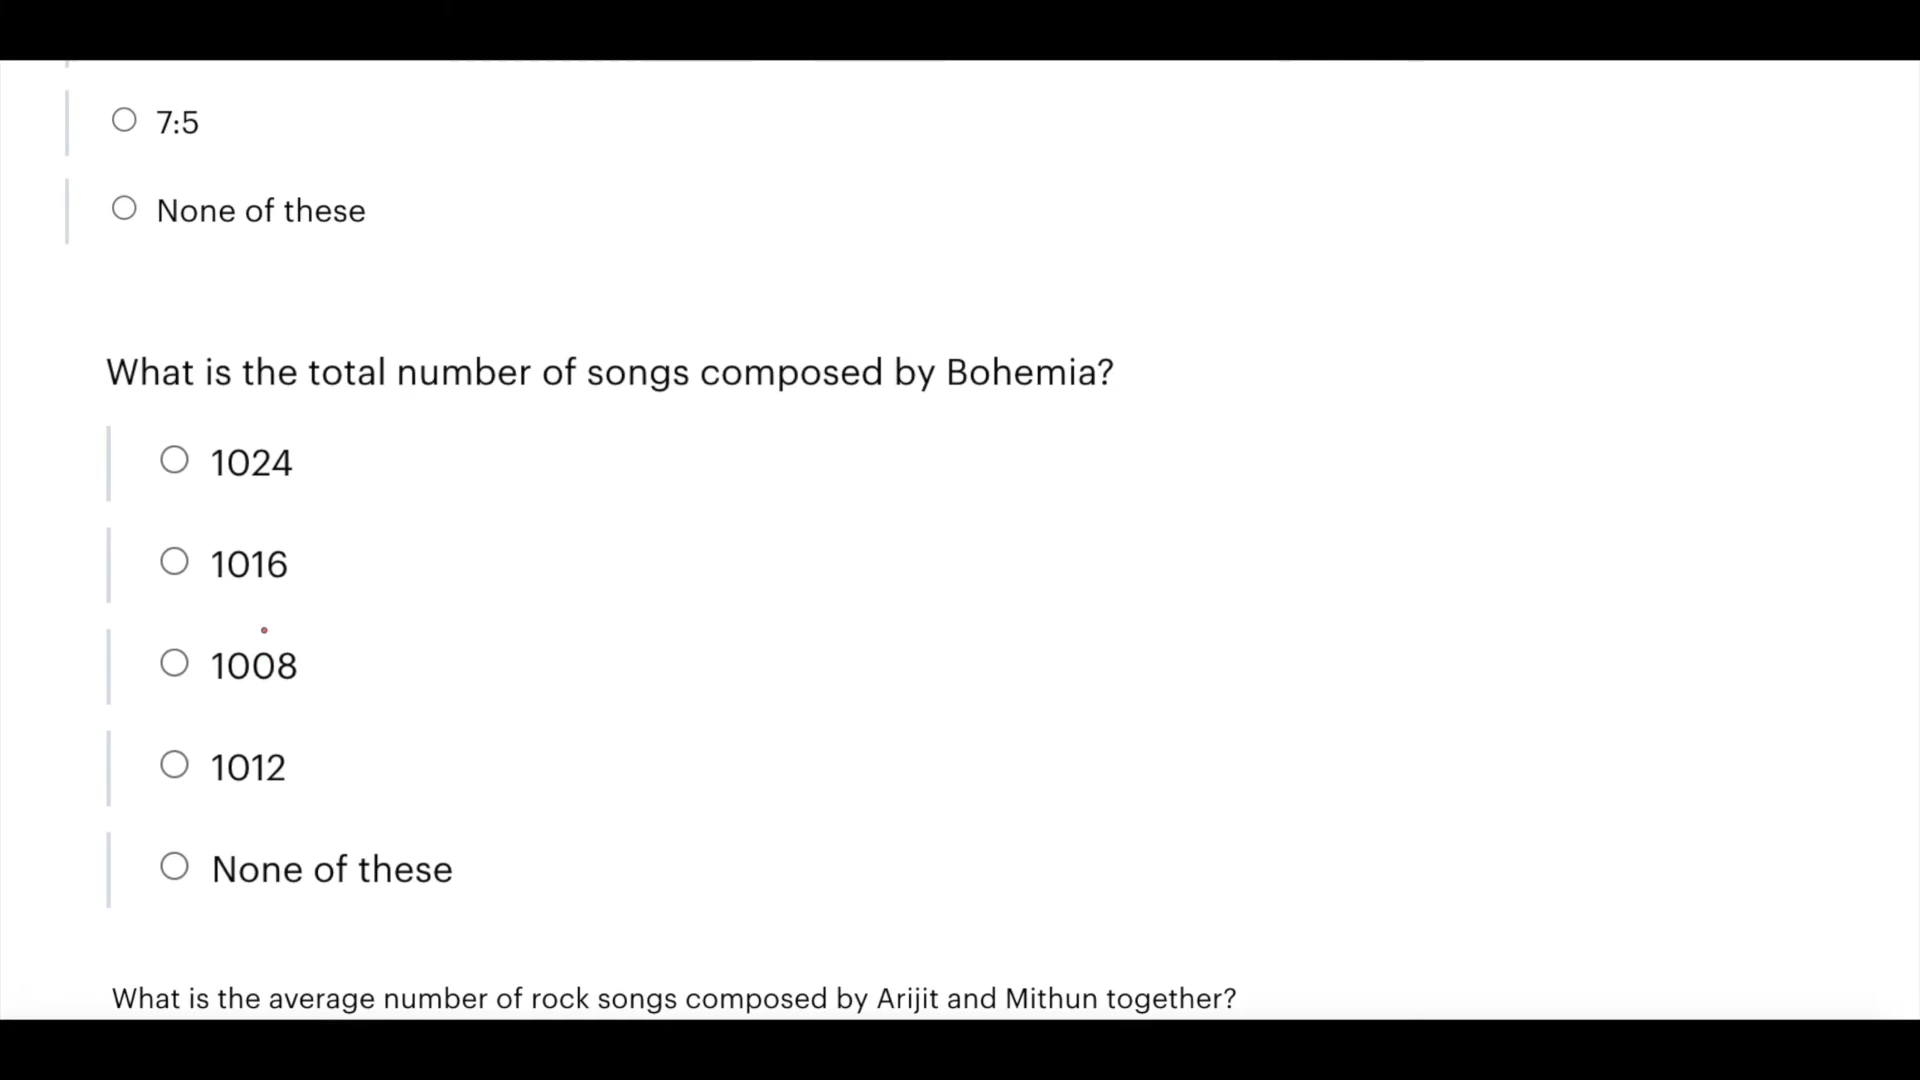 7:5
None of these
What is the total number of songs composed by Bohemia?
1024
1016
1008
1012
None of these
What is the average number of rock songs composed by Arijit and Mithun together?